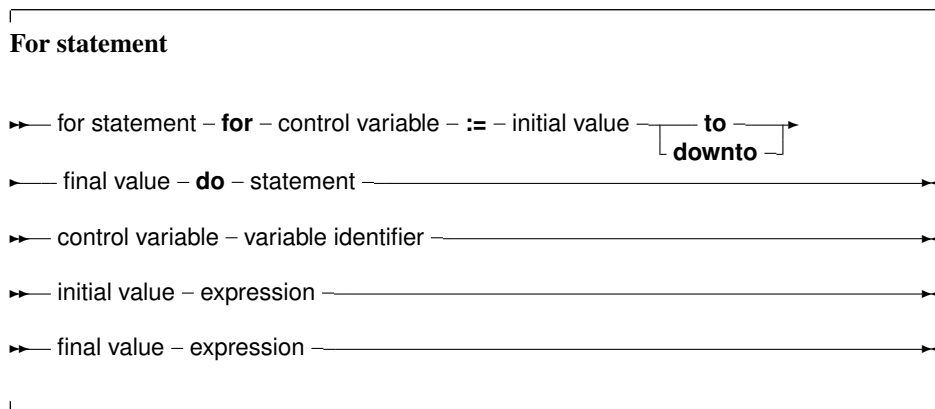 For statement
for statement – for – control variable – := – initial value – to
downto
final value – do – statement
control variable – variable identifier
initial value – expression
final value – expression